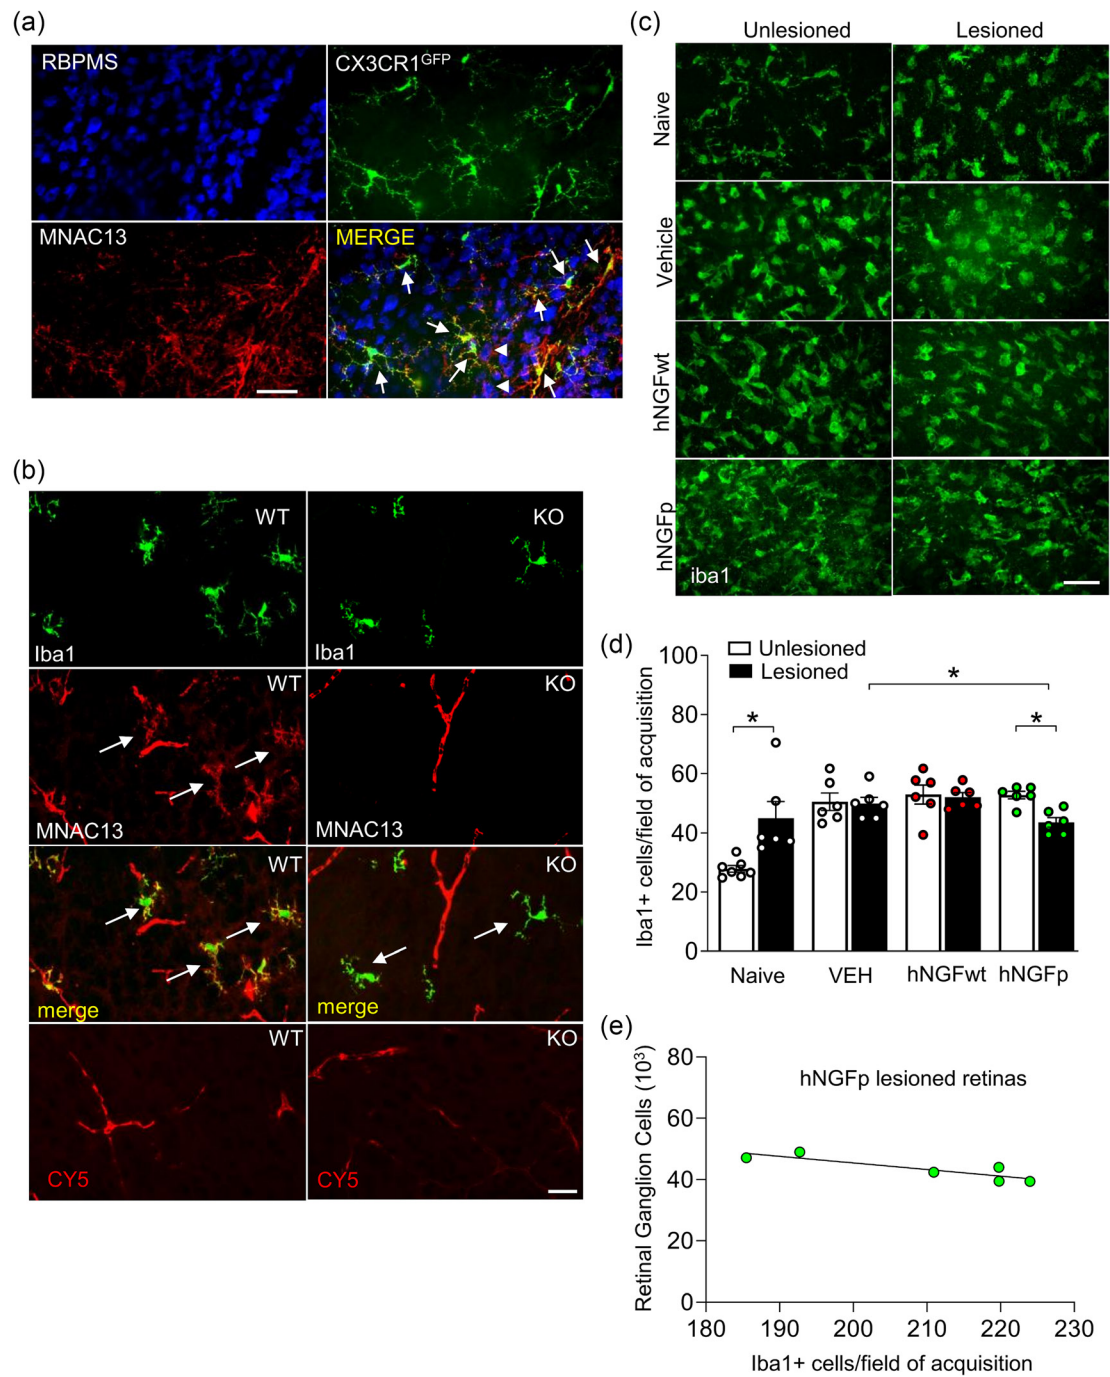 (a)
RBPMS
CX3CR1GFP
MNAC13
MERGE
(b)
WT
KO
Iba1
Iba1
WT
KO
MNAC13
MNAC13
WT
KO
merge
merge
WT
KO
CY5
CY5
(c)
Unlesioned
Lesioned
Naive
Vehicle
hNGFwt
hNGFp
iba1
(d)
Unlesioned
Lesioned
Iba1+ cells/field of acquisition
100
80
60
40
20
0
*
*
*
Naive
VEH
hNGFwt
hNGFp
(e)
Retinal Ganglion Cells (10³)
80
60
40
20
0
hNGFp lesioned retinas
180
190
200
210
220
230
Iba1+ cells/field of acquisition